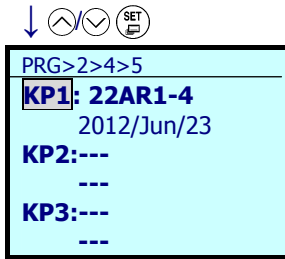 ↓ / SET
PRG>2>4>5
KP1: 22AR1-4
2012/Jun/23
KP2:---
---
KP3:---
---